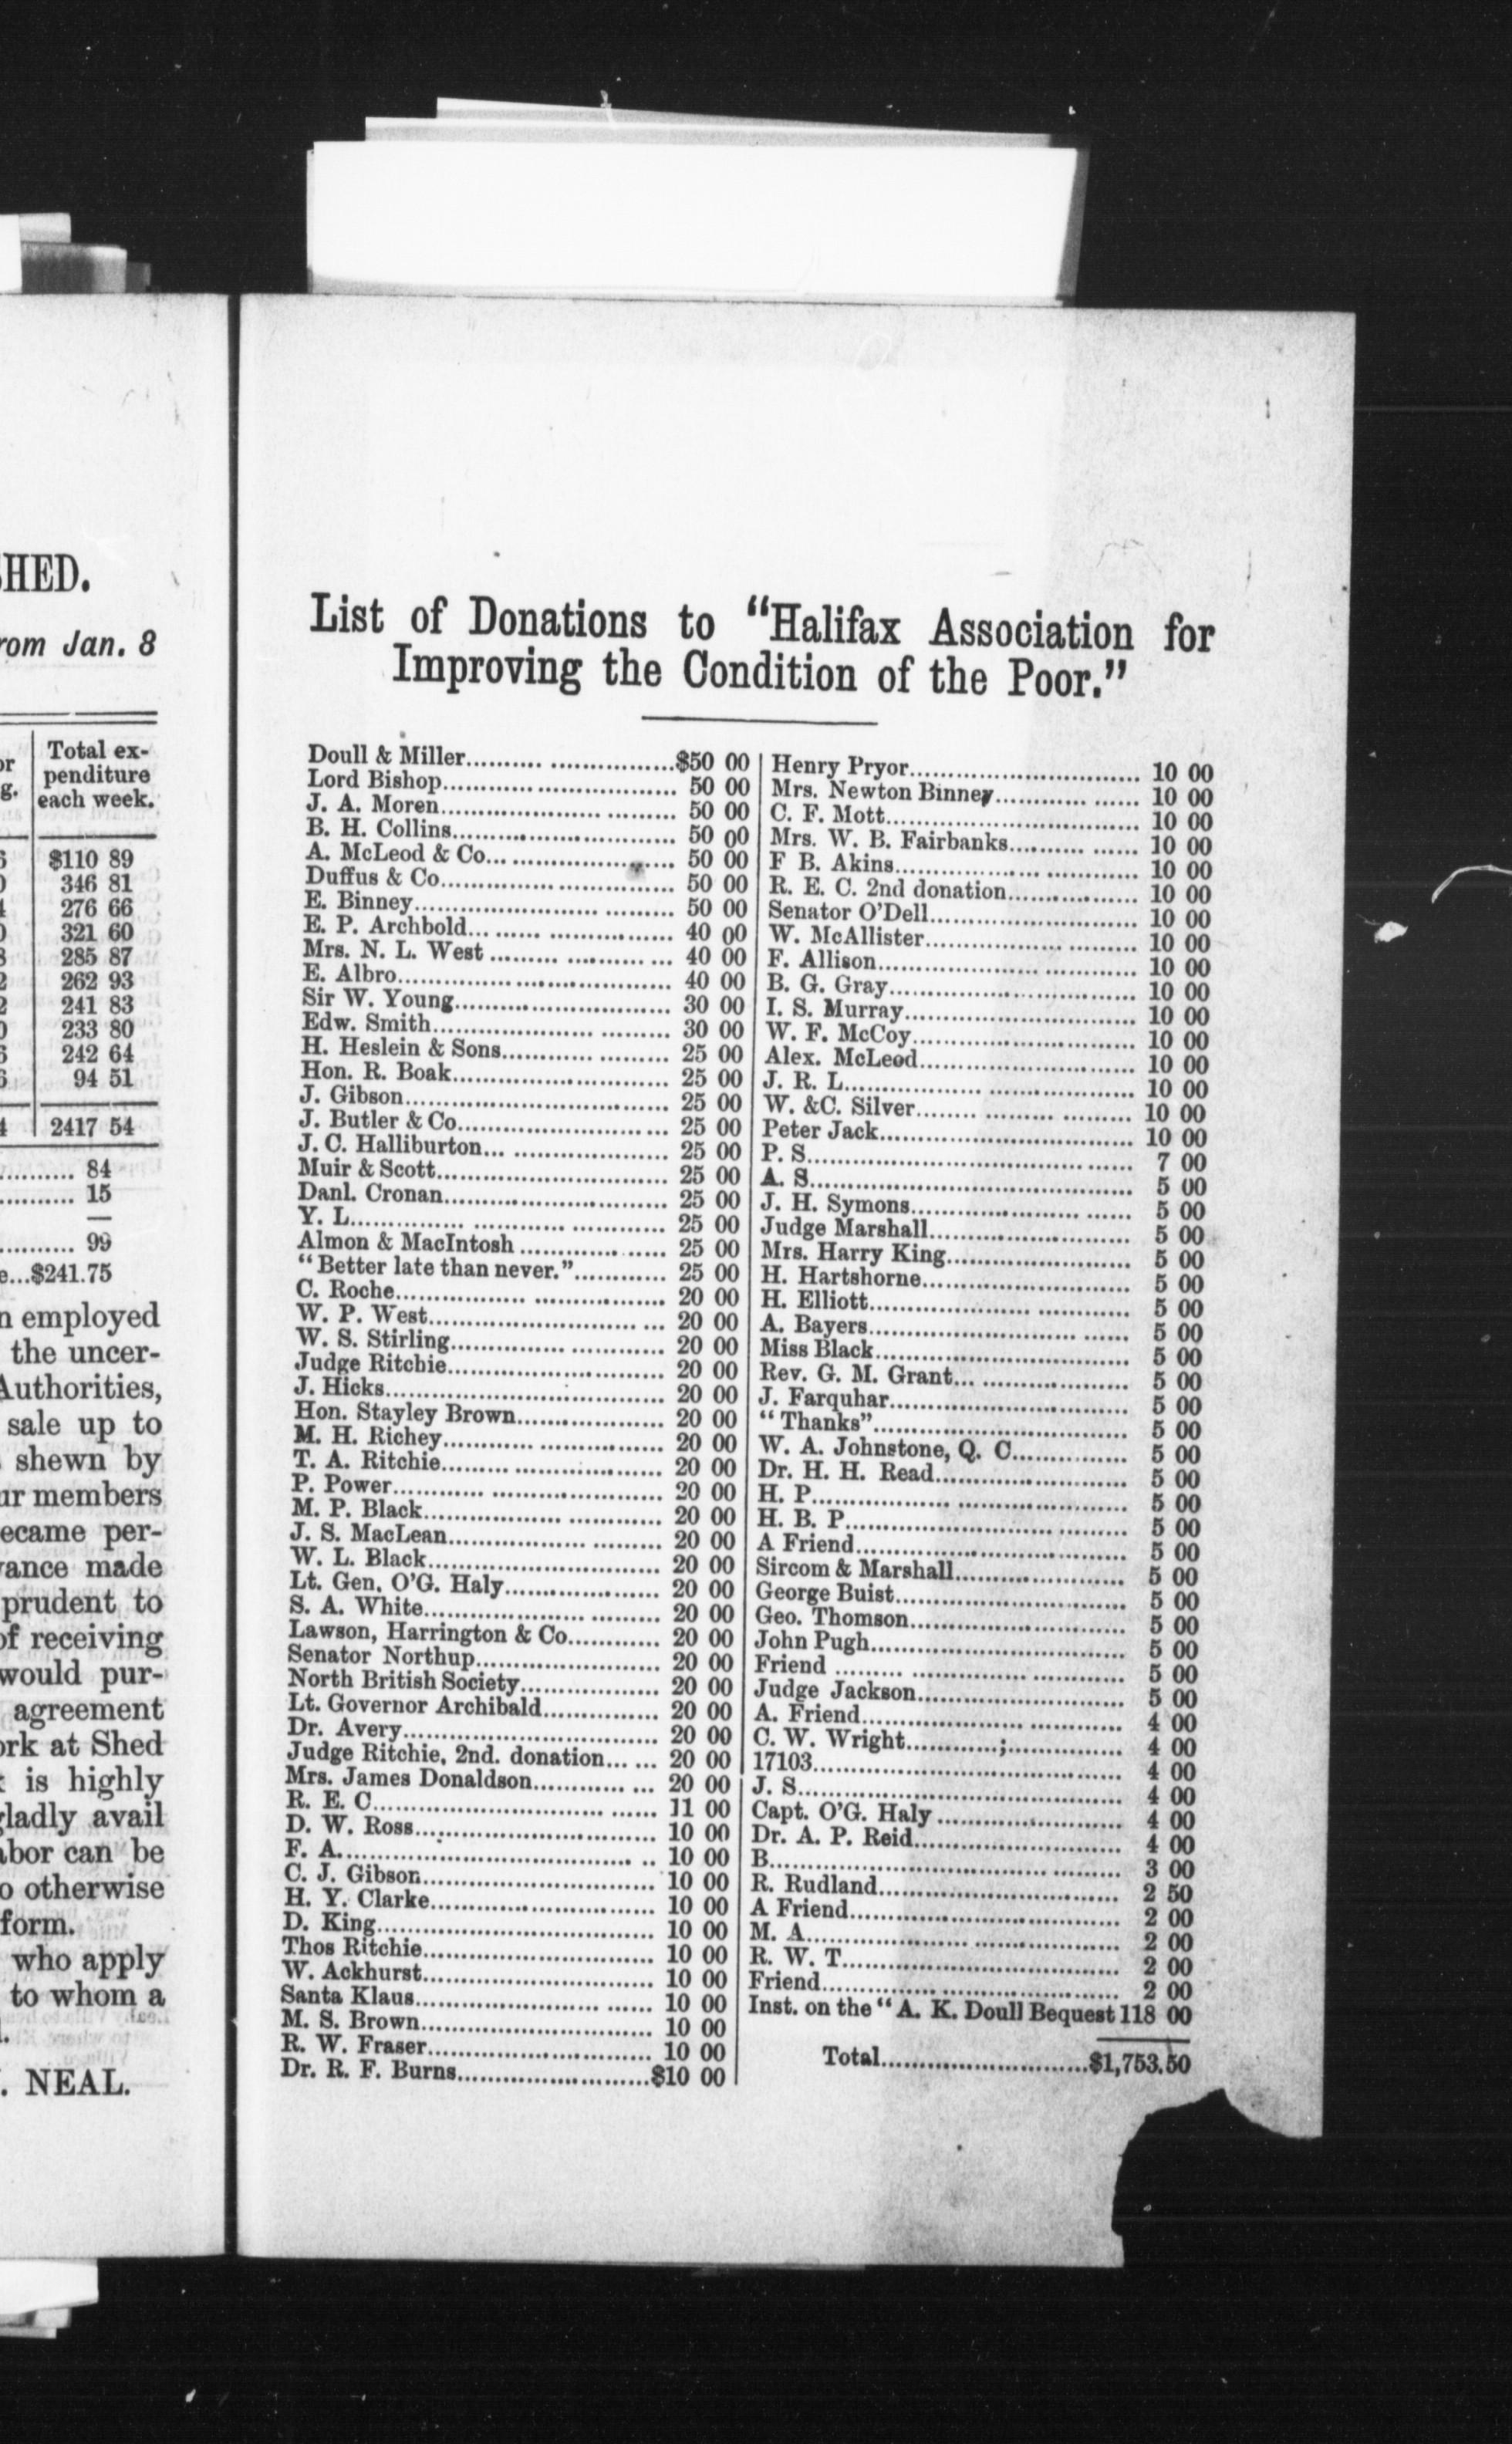 SHED.
rom Jan. 8
or
g.
Total ex-
penditure
each week.
$110 89
346 81
276 66
321 60
285 87
262 93
241 83
233 80
242 64
94 51
2417 54
........... 84
........... 15
........... 99
e...$241.75
n employed
the uncer-
Authorities,
sale up to
shewn by
ur members
ecame per-
vance made
prudent to
of receiving
would pur-
agreement
ork at Shed
is highly
gladly avail
abor can be
o otherwise
form.
who apply
to whom a
. NEAL.
List of Donations to "Halifax Association for
Improving the Condition of the Poor."
Doull & Miller..........................$50 00
Lord Bishop.......................... 50 00
J. A. Moren.......................... 50 00
B. H. Collins.......................... 50 00
A. McLeod & Co.......................... 50 00
Duffus & Co.......................... 50 00
E. Binney.......................... 50 00
E. P. Archbold.......................... 40 00
Mrs. N. L. West .......................... 40 00
E. Albro.......................... 40 00
Sir W. Young.......................... 30 00
Edw. Smith.......................... 30 00
H. Heslein & Sons.......................... 25 00
Hon. R. Boak.......................... 25 00
J. Gibson.......................... 25 00
J. Butler & Co.......................... 25 00
J. C. Halliburton.......................... 25 00
Muir & Scott.......................... 25 00
Danl. Cronan.......................... 25 00
Y. L.......................... 25 00
Almon & MacIntosh .......................... 25 00
"Better late than never."............ 25 00
C. Roche.......................... 20 00
W. P. West.......................... 20 00
W. S. Stirling.......................... 20 00
Judge Ritchie.......................... 20 00
J. Hicks.......................... 20 00
Hon. Stayley Brown.......................... 20 00
M. H. Richey.......................... 20 00
T. A. Ritchie.......................... 20 00
P. Power.......................... 20 00
M. P. Black.......................... 20 00
J. S. MacLean.......................... 20 00
W. L. Black.......................... 20 00
Lt. Gen. O'G. Haly.......................... 20 00
S. A. White.......................... 20 00
Lawson, Harrington & Co............ 20 00
Senator Northup.......................... 20 00
North British Society.................. 20 00
Lt. Governor Archibald............... 20 00
Dr. Avery.......................... 20 00
Judge Ritchie, 2nd. donation...... 20 00
Mrs. James Donaldson............ ... 20 00
R. E. C.......................... 11 00
D. W. Ross.......................... 10 00
F. A.......................... 10 00
C. J. Gibson.......................... 10 00
H. Y. Clarke.......................... 10 00
D. King.......................... 10 00
Thos Ritchie.......................... 10 00
W. Ackhurst.......................... 10 00
Santa Klaus.......................... 10 00
M. S. Brown.......................... 10 00
R. W. Fraser.......................... 10 00
Dr. R. F. Burns.........................$10 00
Henry Pryor.......................... 10 00
Mrs. Newton Binney.................. 10 00
C. F. Mott.......................... 10 00
Mrs. W. B. Fairbanks............... 10 00
F B. Akins.......................... 10 00
R. E. C. 2nd donation............... 10 00
Senator O'Dell.......................... 10 00
W. McAllister.......................... 10 00
F. Allison.......................... 10 00
B. G. Gray.......................... 10 00
I. S. Murray.......................... 10 00
W. F. McCoy.......................... 10 00
Alex. McLeod.......................... 10 00
J. R. L.......................... 10 00
W. &C. Silver.......................... 10 00
Peter Jack.......................... 10 00
P. S.......................... 7 00
A. S.......................... 5 00
J. H. Symons.......................... 5 00
Judge Marshall.......................... 5 00
Mrs. Harry King.......................... 5 00
H. Hartshorne.......................... 5 00
H. Elliott.......................... 5 00
A. Bayers.......................... 5 00
Miss Black.......................... 5 00
Rev. G. M. Grant.......................... 5 00
J. Farquhar.......................... 5 00
"Thanks".......................... 5 00
W. A. Johnstone, Q. C............... 5 00
Dr. H. H. Read.......................... 5 00
H. P.......................... 5 00
H. B. P.......................... 5 00
A Friend.......................... 5 00
Sircom & Marshall.......................... 5 00
George Buist.......................... 5 00
Geo. Thomson.......................... 5 00
John Pugh.......................... 5 00
Friend .......................... 5 00
Judge Jackson.......................... 5 00
A. Friend.......................... 4 00
C. W. Wright............;............... 4 00
17103.......................... 4 00
J. S.......................... 4 00
Capt. O'G. Haly .......................... 4 00
Dr. A. P. Reid.......................... 4 00
B.......................... 3 00
R. Rudland.......................... 2 50
A Friend.......................... 2 00
M. A.......................... 2 00
R. W. T.......................... 2 00
Friend.......................... 2 00
Inst. on the "A. K. Doull Bequest 118 00
Total...........................$1,753.50